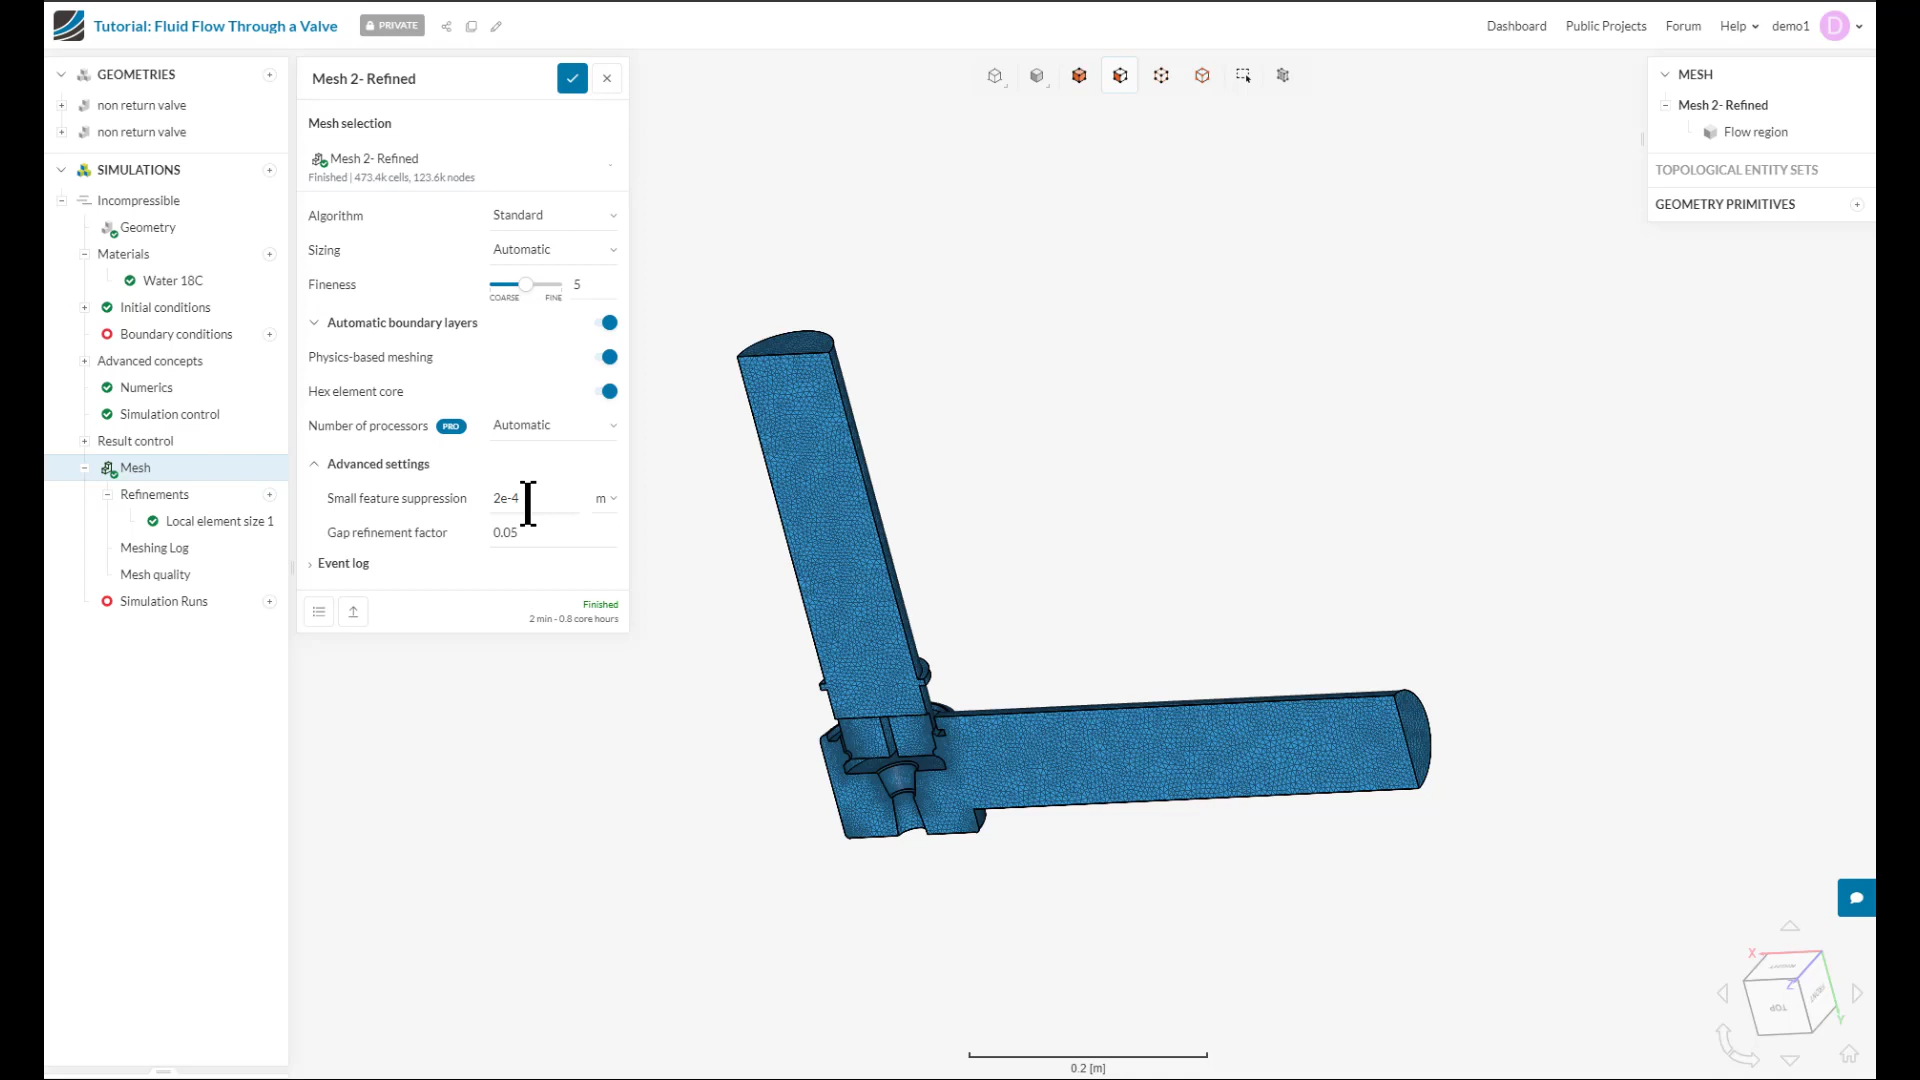 Tutorial: Fluid Flow Through a Valve
PRIVATE
Dashboard
Public Projects
Forum
Help
demo1
D
GEOMETRIES
non return valve
non return valve
SIMULATIONS
Incompressible
Geometry
Materials
Water 18C
Initial conditions
Boundary conditions
Advanced concepts
Numerics
Simulation control
Result control
Mesh
Refinements
Local element size 1
Meshing Log
Mesh quality
Simulation Runs
Mesh 2- Refined
Mesh selection
Mesh 2- Refined
Finished | 473.4k cells, 123.6k nodes
Algorithm Standard
Sizing Automatic
Fineness 5
COARSE FINE
Automatic boundary layers
Physics-based meshing
Hex element core
Number of processors PRO Automatic
Advanced settings
Small feature suppression 2e-4 m
Gap refinement factor 0.05
Event log
Finished
2 min - 0.8 core hours
MESH
Mesh 2- Refined
Flow region
TOPOLOGICAL ENTITY SETS
GEOMETRY PRIMITIVES
0.2 [m]
X
RIGHT
Z
FRONT
TOP
Y